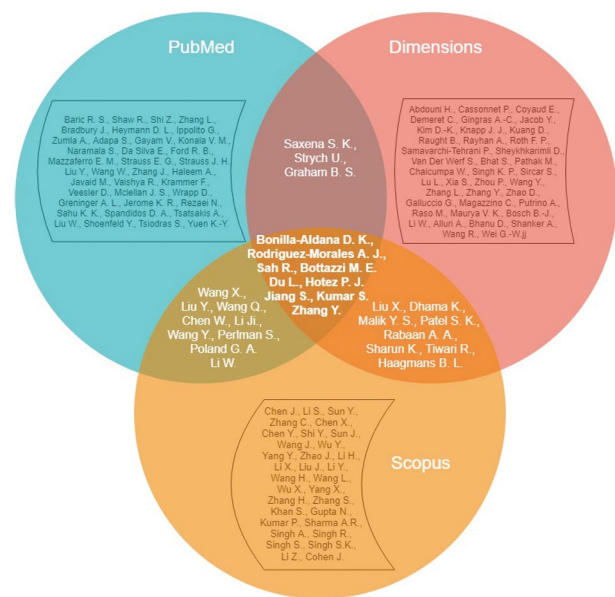 PubMed
Dimensions
Baric R. S., Shaw R., Shi Z., Zhang L.,
Bradbury J., Heymann D. L., Ippolito G.,
Zumla A., Adapa S., Gayam V., Konala V. M.,
Naramala S., Da Silva E., Ford R. B.,
Mazzaferro E. M., Strauss E. G., Strauss J. H.
Liu Y., Wang W., Zhang J., Haleem A.,
Javaid M., Vaishya R., Krammer F.,
Veesler D., Mclellan J. S., Wrapp D.,
Greninger A. L., Jerome K. R., Rezaei N.,
Sahu K. K., Spandidos D. A., Tsatsakis A.,
Liu W., Shoenfeld Y., Tsiodras S., Yuen K.-Y.
Saxena S. K.,
Strych U.,
Graham B. S.
Abdouni H., Cassonnet P., Coyaud E.,
Demeret C., Gingras A.-C., Jacob Y.,
Kim D.-K., Knapp J. J., Kuang D.,
Raught B., Rayhan A., Roth F. P.,
Samavarchi-Tehrani P., Sheykhkarimli D.,
Van Der Werf S., Bhat S., Pathak M.,
Chaicumpa W., Singh K. P., Sircar S.,
Lu L., Xia S., Zhou P., Wang Y.,
Zhang L., Zhang Y., Zhao D.,
Galluccio G., Magazzino C., Putrino A.,
Raso M., Maurya V. K., Bosch B.-J.,
Li W., Alluri A., Bhanu D., Shanker A.,
Wang R., Wei G.-W.jj
Bonilla-Aldana D. K.,
Rodriguez-Morales A. J.,
Sah R., Bottazzi M. E.
Du L., Hotez P. J.
Jiang S., Kumar S.
Zhang Y.
Wang X.,
Liu Y., Wang Q.,
Chen W., Li Ji.,
Wang Y., Perlman S.,
Poland G. A.
Li W.
Liu X., Dhama K.,
Malik Y. S., Patel S. K.,
Rabaan A. A.,
Sharun K., Tiwari R.,
Haagmans B. L.
Chen J., Li S., Sun Y.,
Zhang C., Chen X.,
Chen Y., Shi Y., Sun J.,
Wang J., Wu Y.,
Yang Y., Zhao J., Li H.,
Li X., Liu J., Li Y.,
Wang H., Wang L.,
Wu X., Yang X.,
Zhang H., Zhang S.,
Khan S., Gupta N.,
Kumar P., Sharma A.R.,
Singh A., Singh R.,
Singh S., Singh S.K.,
Li Z., Cohen J.
Scopus